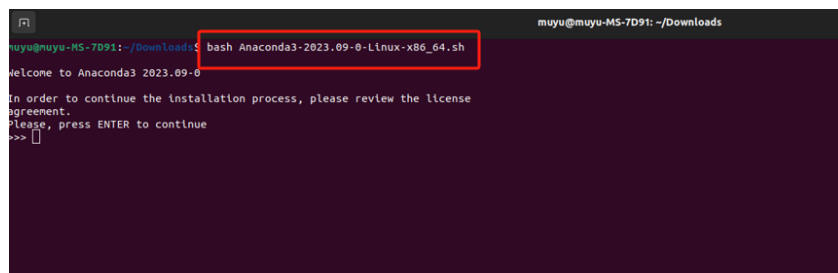 muyu@muyu-MS-7D91: ~/Downloads
muyu@muyu-MS-7D91:~/Downloads$ bash Anaconda3-2023.09-0-Linux-x86_64.sh
Welcome to Anaconda3 2023.09-0
In order to continue the installation process, please review the license
agreement.
Please, press ENTER to continue
>>>